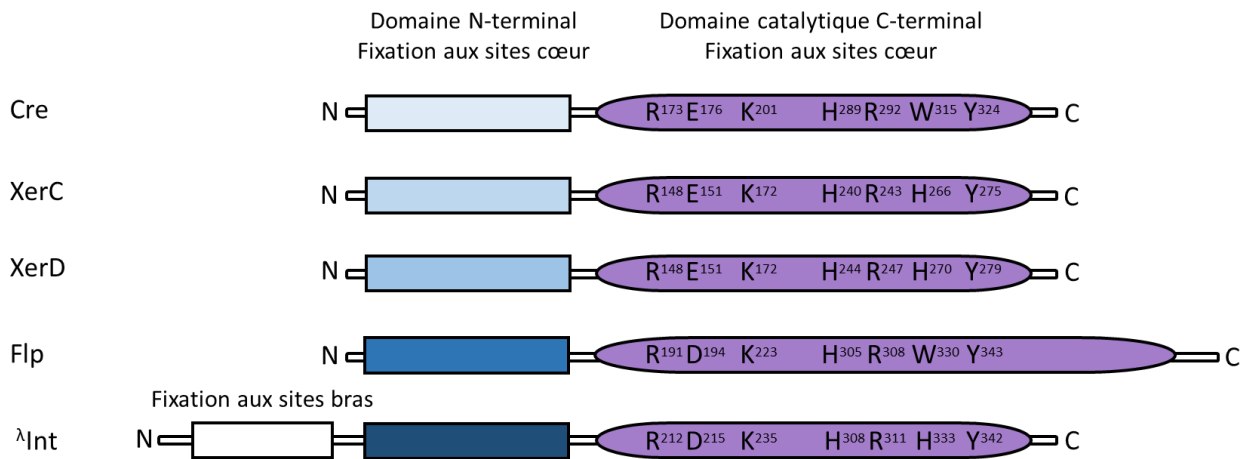 Domaine N-terminal
Fixation aux sites cœur
Domaine catalytique C-terminal
Fixation aux sites cœur
Cre N R173 E176 K201 H289 R292 W315 Y324 C
XerC N R148 E151 K172 H240 R243 H266 Y275 C
XerD N R148 E151 K172 H244 R247 H270 Y279 C
Flp N R191 D194 K223 H305 R308 W330 Y343 C
Fixation aux sites bras
λInt N R212 D215 K235 H308 R311 H333 Y342 C